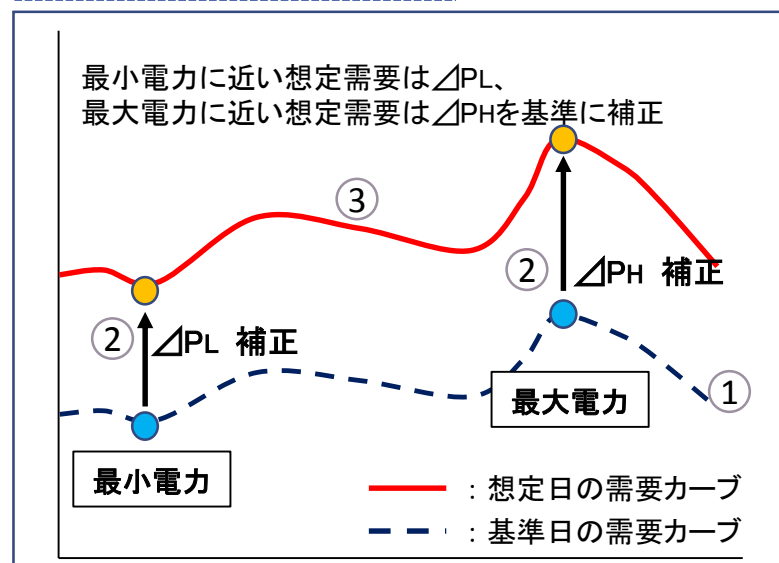 最小電力に近い想定需要は⊿PL、
最大電力に近い想定需要は⊿PHを基準に補正
③
②
⊿PH 補正
②
⊿PL 補正
①
最大電力
最小電力
：想定日の需要カーブ
：基準日の需要カーブ